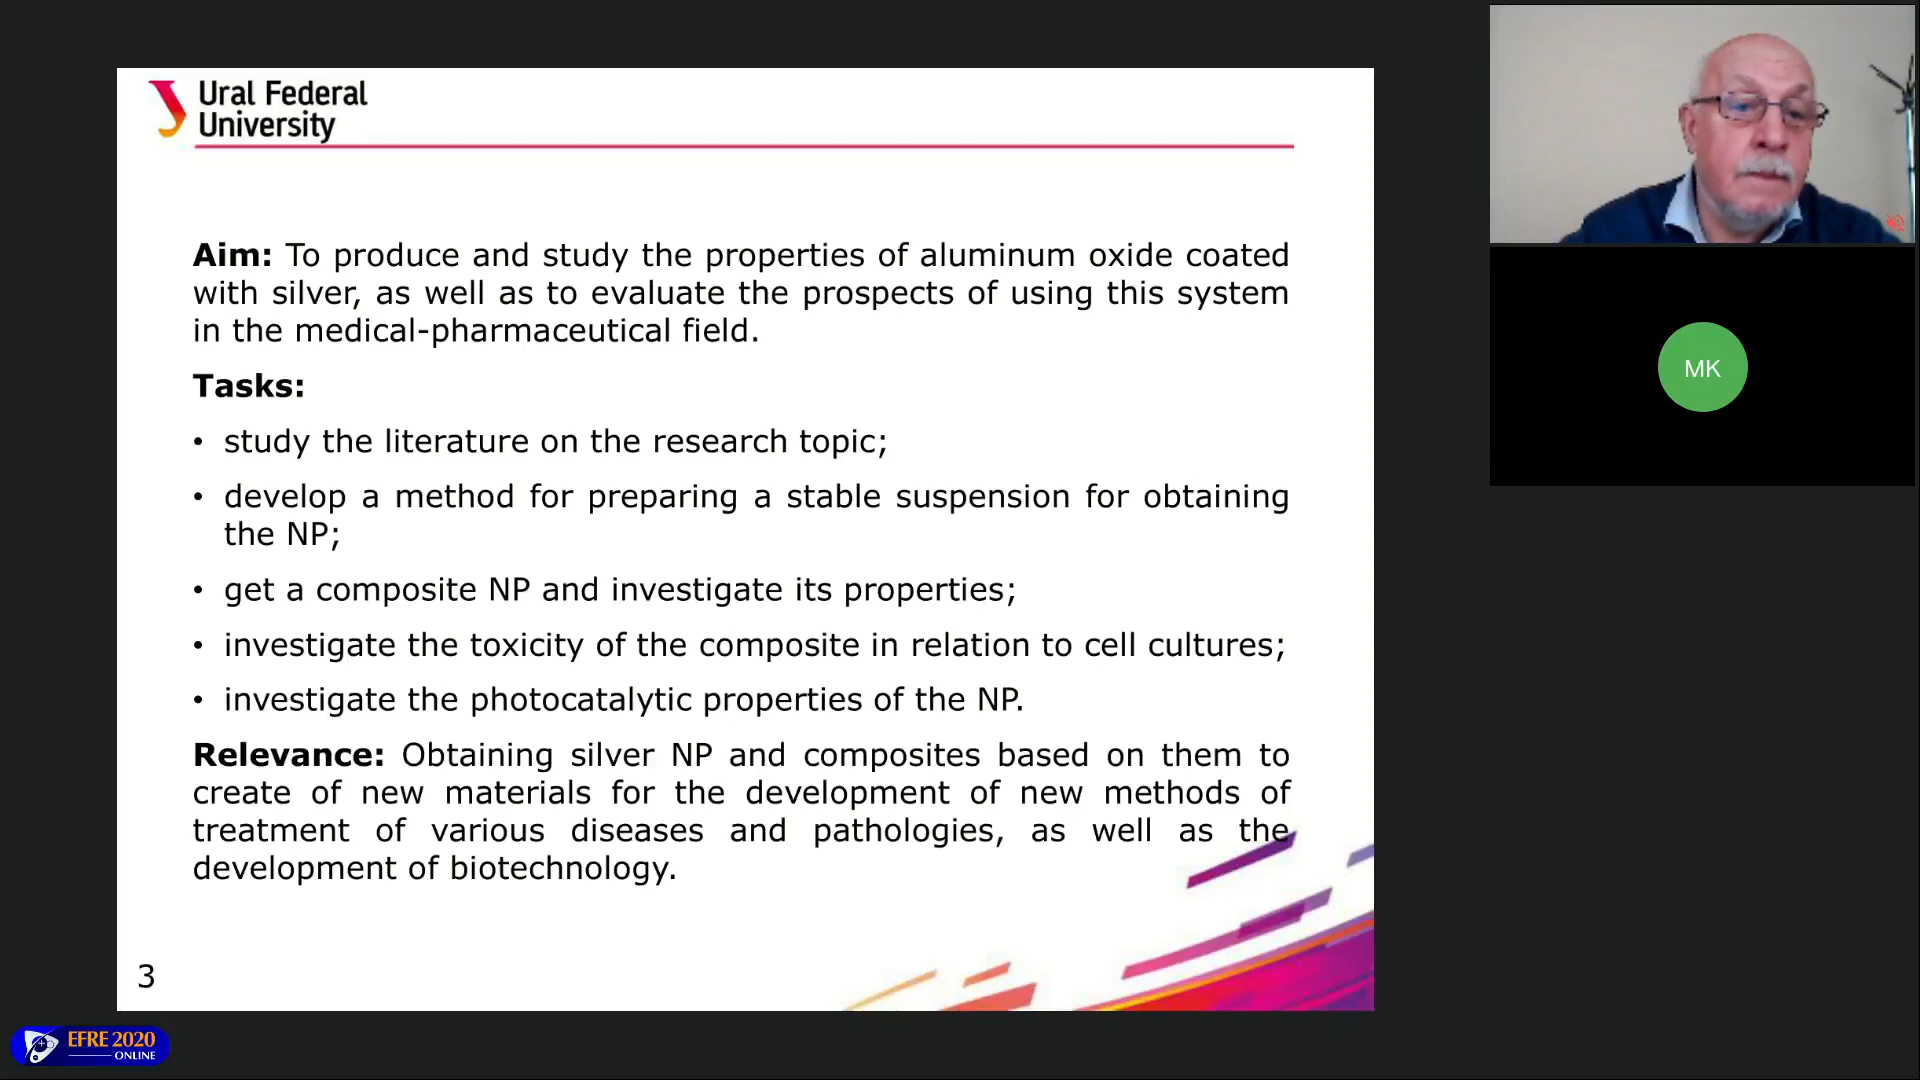 Ural Federal
University
Aim: To produce and study the properties of aluminum oxide coated
with silver, as well as to evaluate the prospects of using this system
in the medical-pharmaceutical field.
Tasks:
• study the literature on the research topic;
• develop a method for preparing a stable suspension for obtaining
the NP;
• get a composite NP and investigate its properties;
• investigate the toxicity of the composite in relation to cell cultures;
• investigate the photocatalytic properties of the NP.
Relevance: Obtaining silver NP and composites based on them to
create of new materials for the development of new methods of
treatment of various diseases and pathologies, as well as the
development of biotechnology.
3
MK
EFRE 2020
ONLINE